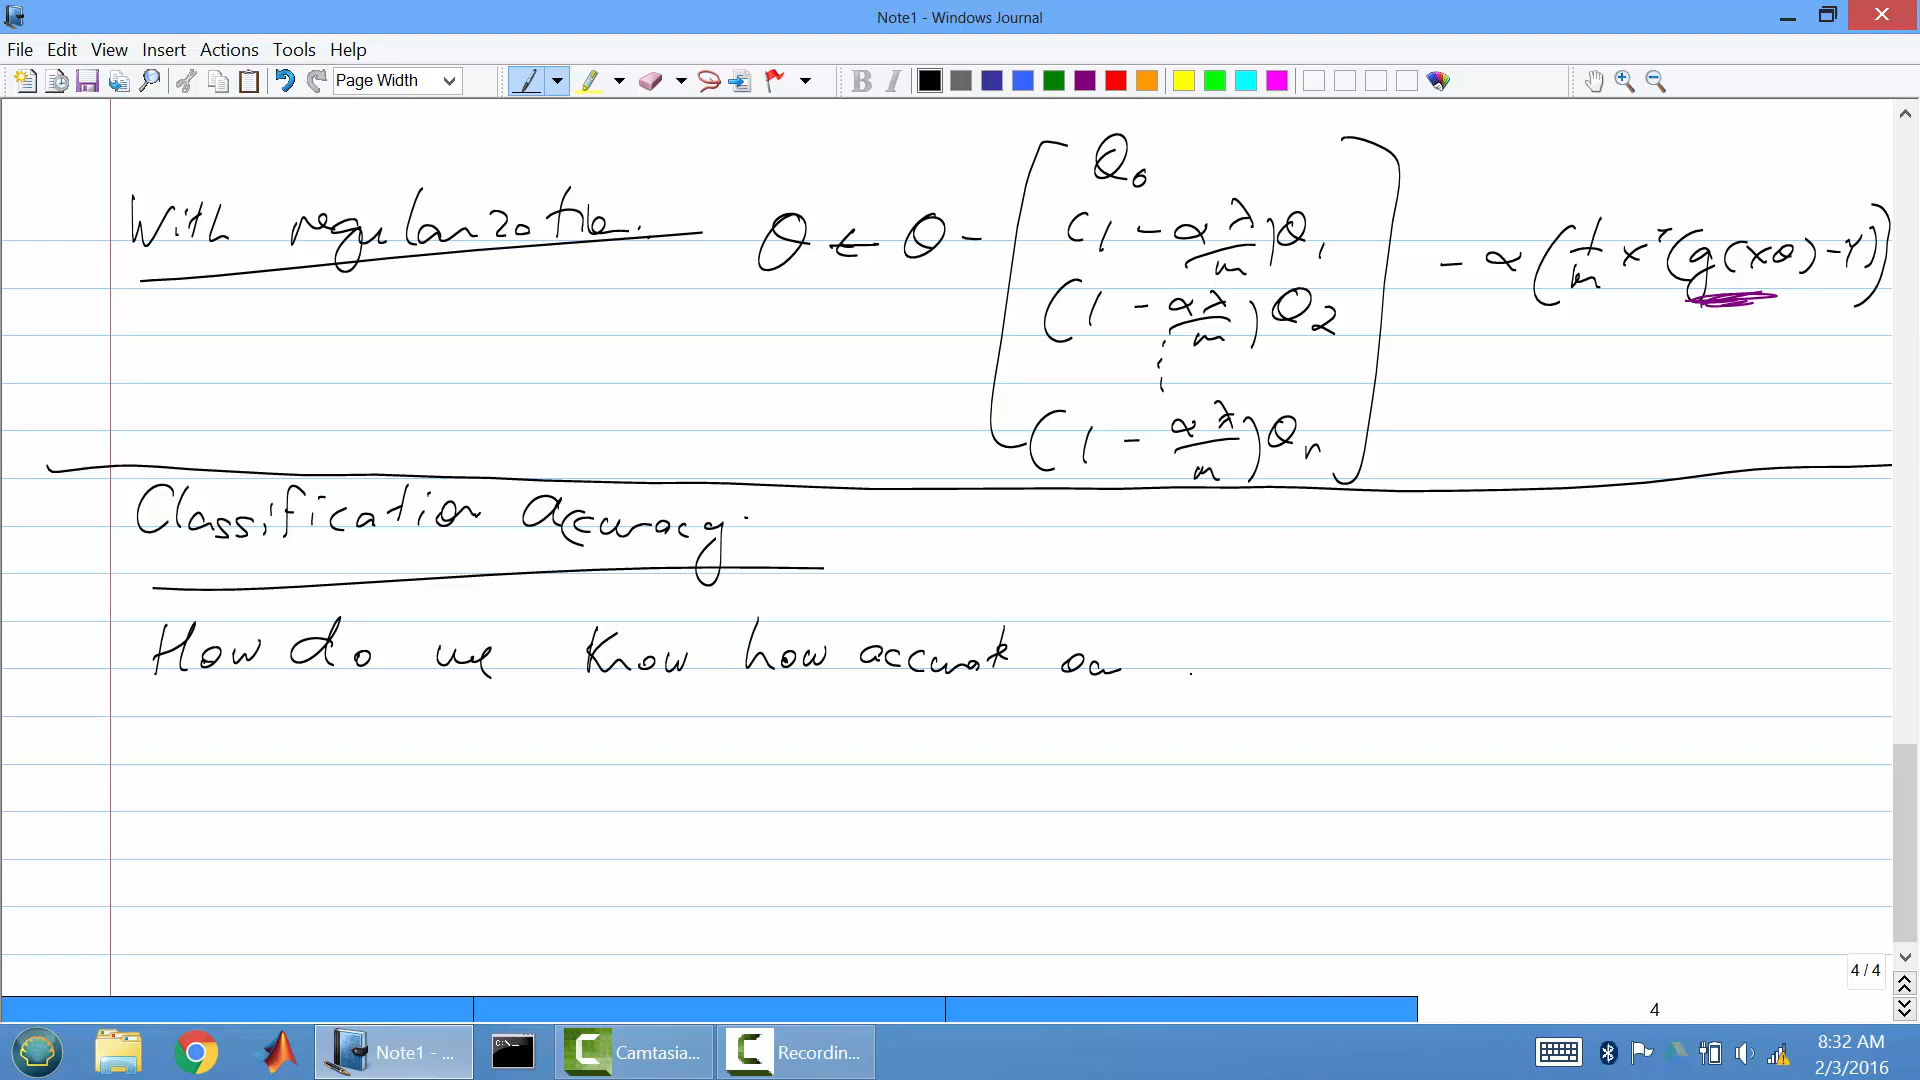 Note1 - Windows Journal
File Edit View Insert Actions Tools Help
Page Width
B I
With regularization. θ ← θ - [ θ₀
(1 - α λ/m)θ₁
(1 - αλ/m)θ₂
⋮
(1 - αλ/m)θₙ ] - α(1/m xᵀ(g(xθ) - y))
Classification accuracy.
How do we know how accurate our
4 / 4
4
Note1 - ...
C:\_
Camtasia...
Recordin...
8:32 AM
2/3/2016